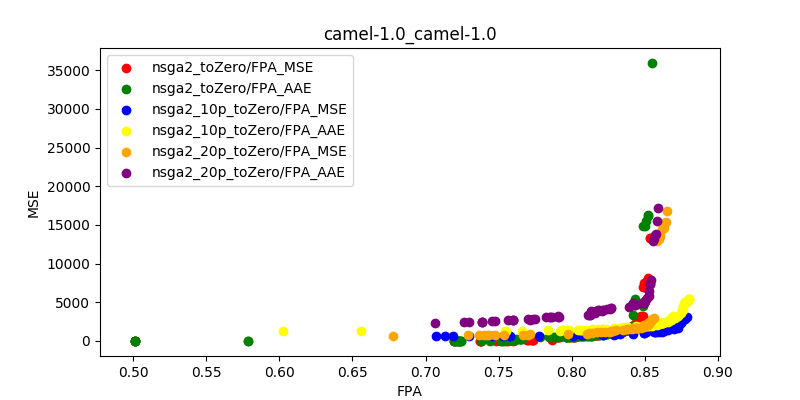 camel-1.0_camel-1.0
nsga2_toZero/FPA_MSE
nsga2_toZero/FPA_AAE
nsga2_10p_toZero/FPA_MSE
nsga2_10p_toZero/FPA_AAE
nsga2_20p_toZero/FPA_MSE
nsga2_20p_toZero/FPA_AAE
MSE
35000
30000
25000
20000
15000
10000
5000
0
0.50 0.55 0.60 0.65 0.70 0.75 0.80 0.85 0.90
FPA